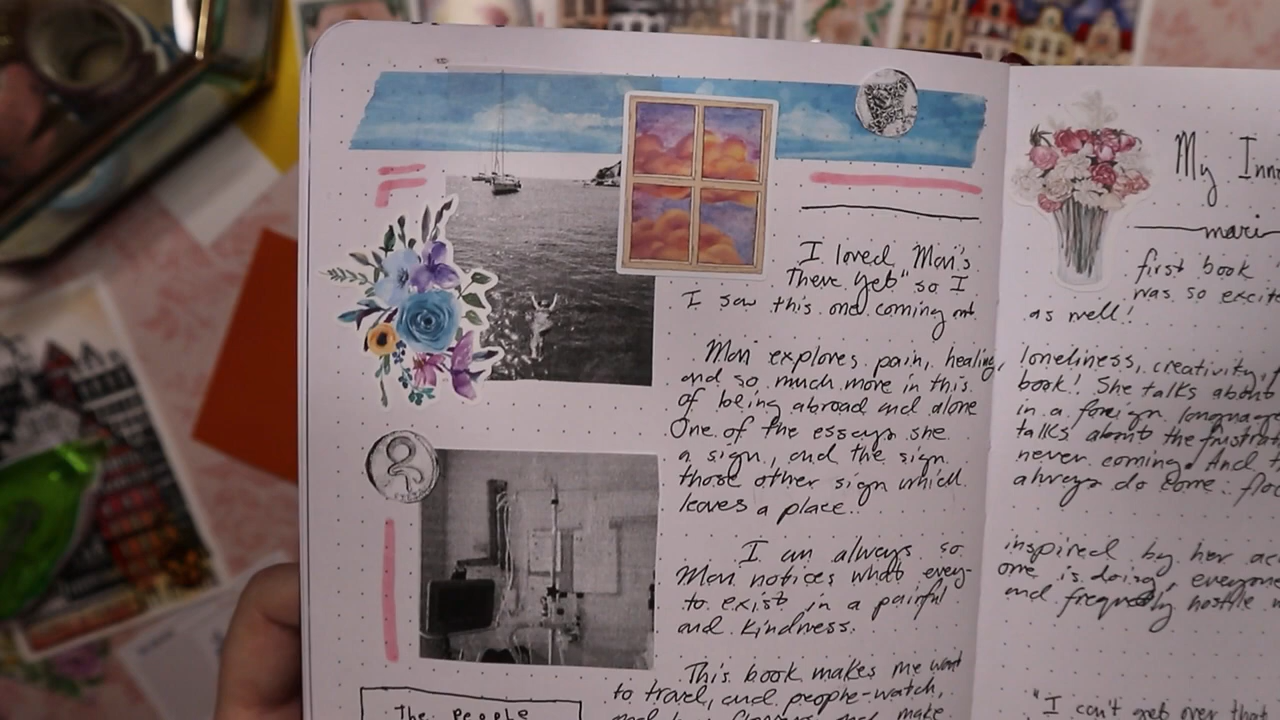 I loved "Mari's
There Yet" so I
I saw this one coming out
Mari explores pain, healing,
and so much more in this
of being abroad and alone
One of the essays she
a sign, and the sign
those other sign which
leaves a place.
I am always so
Mari notices what every-
to exist in a painful
and kindness.
This book makes me want
to travel, and people-watch,
and make
The People
My Inn
mari
first book
was so excite
as well!
loneliness, creativity,
book! She talks about
in a foreign language
talks about the frustrat
never coming. And
always do come: flo
inspired by her ac
one is doing, everyone
and frequently hostile
"I can't get over that